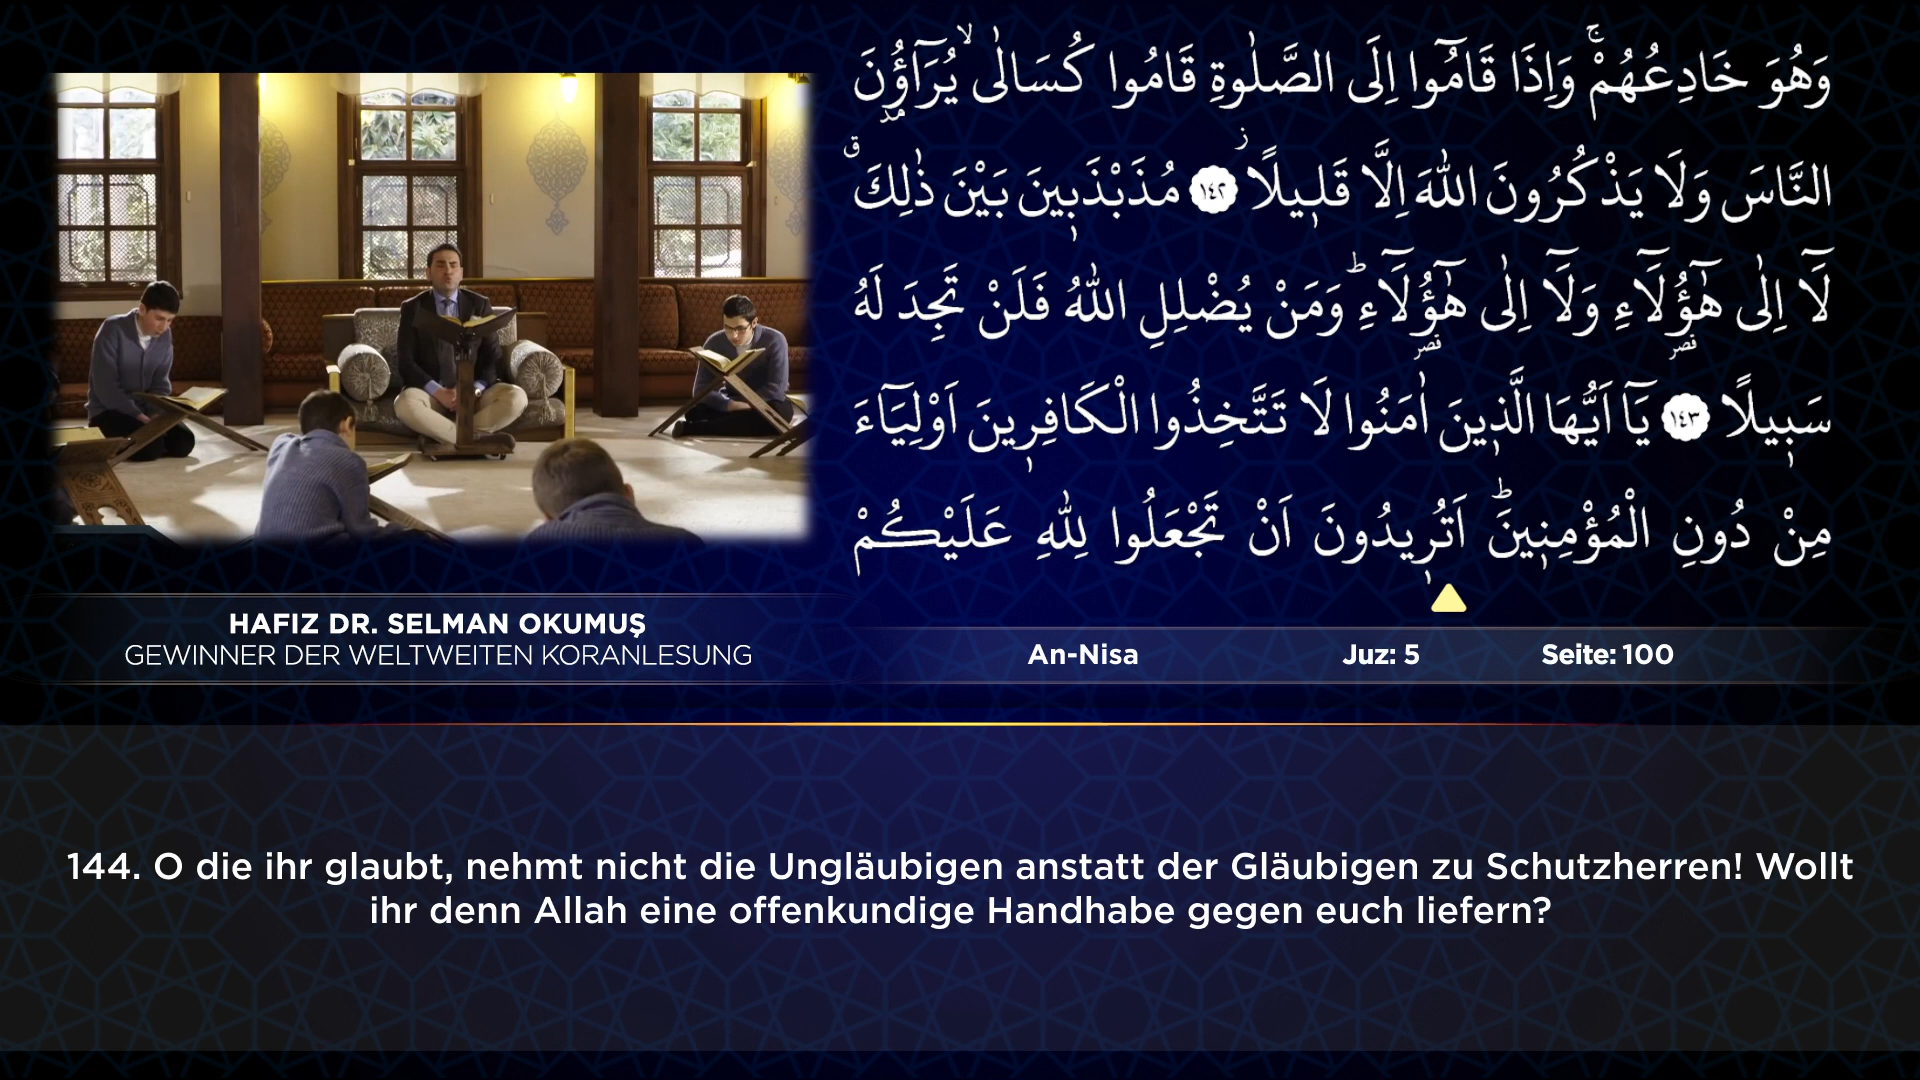 وَهُوَ خَادِعُهُمْۚ وَاِذَا قَامُٓوا اِلَى الصَّلٰوةِ قَامُوا كُسَالٰىۙ يُرَٓاؤُ۫نَ
النَّاسَ وَلَا يَذْكُرُونَ اللّٰهَ اِلَّا قَل۪يلًاۘ ﴿١٤٢﴾ مُذَبْذَب۪ينَ بَيْنَ ذٰلِكَۗ
لَٓا اِلٰى هٰٓؤُ۬لَٓاءِ وَلَٓا اِلٰى هٰٓؤُ۬لَٓاءِۜ وَمَنْ يُضْلِلِ اللّٰهُ فَلَنْ تَجِدَ لَهُ
سَب۪يلًا ﴿١٤٣﴾ يَٓا اَيُّهَا الَّذ۪ينَ اٰمَنُوا لَا تَتَّخِذُوا الْكَافِر۪ينَ اَوْلِيَٓاءَ
مِنْ دُونِ الْمُؤْمِن۪ينَۜ اَتُر۪يدُونَ اَنْ تَجْعَلُوا لِلّٰهِ عَلَيْكُمْ
HAFIZ DR. SELMAN OKUMUŞ
GEWINNER DER WELTWEITEN KORANLESUNG
An-Nisa Juz: 5 Seite: 100
144. O die ihr glaubt, nehmt nicht die Ungläubigen anstatt der Gläubigen zu Schutzherren! Wollt
ihr denn Allah eine offenkundige Handhabe gegen euch liefern?